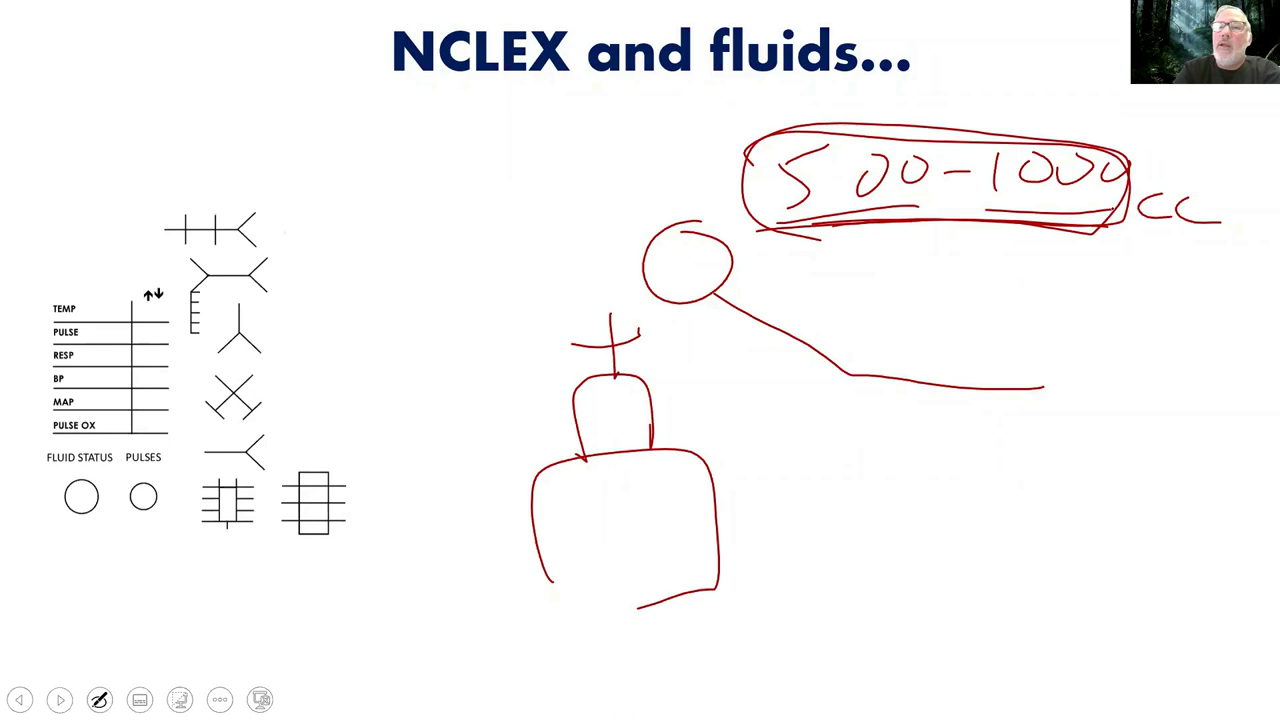 NCLEX and fluids...
500-1000 cc
TEMP
PULSE
RESP
BP
MAP
PULSE OX
FLUID STATUS PULSES